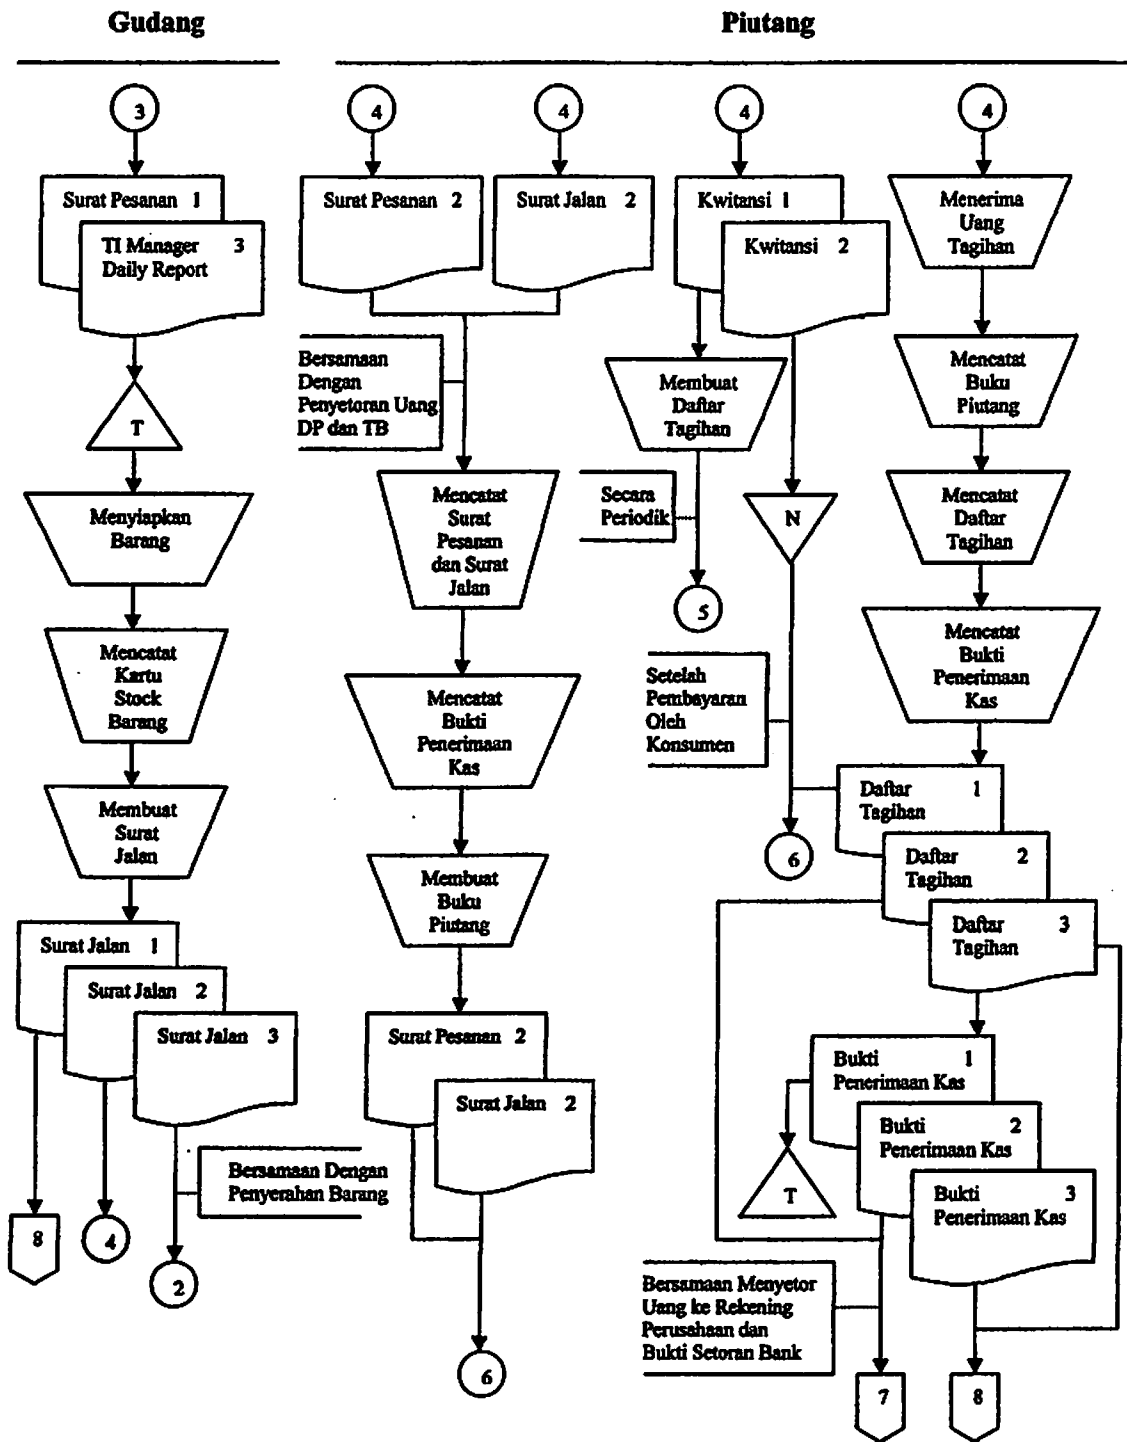 Gudang
Piutang
3
4
4
4
4
Surat Pesanan 1
TI Manager 3
Daily Report
T
Menyiapkan
Barang
Mencatat
Kartu
Stock
Barang
Membuat
Surat
Jalan
Surat Jalan 1
Surat Jalan 2
Surat Jalan 3
Bersamaan Dengan
Penyerahan Barang
8
4
2
Surat Pesanan 2
Surat Jalan 2
Bersamaan
Dengan
Penyetoran Uang
DP dan TB
Mencatat
Surat
Pesanan
dan Surat
Jalan
Mencatat
Bukti
Penerimaan
Kas
Membuat
Buku
Piutang
Surat Pesanan 2
Surat Jalan 2
6
Kwitansi 1
Kwitansi 2
Membuat
Daftar
Tagihan
Secara
Periodik
5
N
Setelah
Pembayaran
Oleh
Konsumen
6
Menerima
Uang
Tagihan
Mencatat
Buku
Piutang
Mencatat
Daftar
Tagihan
Mencatat
Bukti
Penerimaan
Kas
Daftar 1
Tagihan
Daftar 2
Tagihan
Daftar 3
Tagihan
Bukti 1
Penerimaan Kas
Bukti 2
Penerimaan Kas
Bukti 3
Penerimaan Kas
T
Bersamaan Menyetor
Uang ke Rekening
Perusahaan dan
Bukti Setoran Bank
7
8